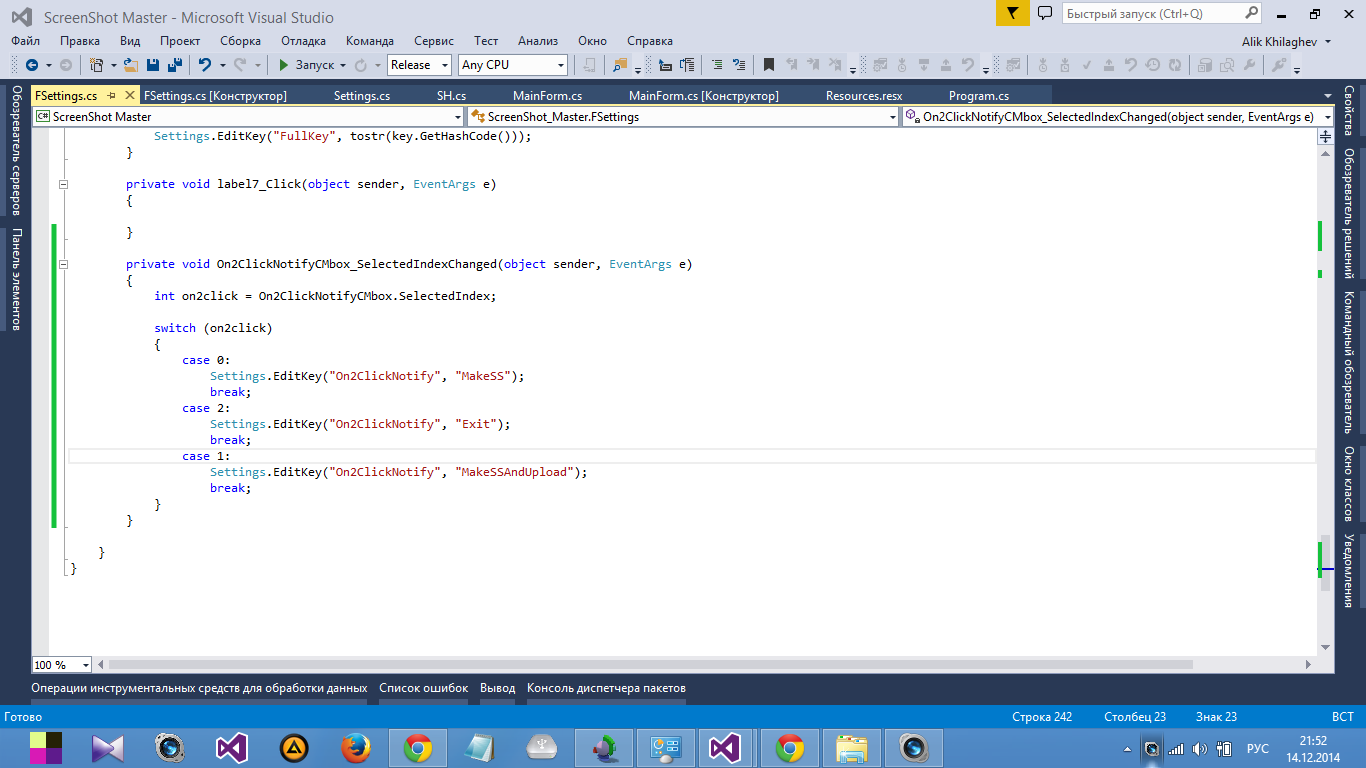 ScreenShot Master - Microsoft Visual Studio
Быстрый запуск (Ctrl+Q)
Файл Правка Вид Проект Сборка Отладка Команда Сервис Тест Анализ Окно Справка
Alik Khilaghev
Запуск Release Any CPU
FSettings.cs FSettings.cs [Конструктор] Settings.cs SH.cs MainForm.cs MainForm.cs [Конструктор] Resources.resx Program.cs
C# ScreenShot Master ScreenShot_Master.FSettings On2ClickNotifyCMbox_SelectedIndexChanged(object sender, EventArgs e)
Settings.EditKey("FullKey", tostr(key.GetHashCode()));
}
private void label7_Click(object sender, EventArgs e)
{
}
private void On2ClickNotifyCMbox_SelectedIndexChanged(object sender, EventArgs e)
{
int on2click = On2ClickNotifyCMbox.SelectedIndex;
switch (on2click)
{
case 0:
Settings.EditKey("On2ClickNotify", "MakeSS");
break;
case 2:
Settings.EditKey("On2ClickNotify", "Exit");
break;
case 1:
Settings.EditKey("On2ClickNotify", "MakeSSAndUpload");
break;
}
}
}
}
Обозреватель серверов
Панель элементов
Свойства
Обозреватель решений
Командный обозреватель
Окно классов
Уведомления
100 %
Операции инструментальных средств для обработки данных Список ошибок Вывод Консоль диспетчера пакетов
Готово Строка 242 Столбец 23 Знак 23 ВСТ
РУС
21:52
14.12.2014